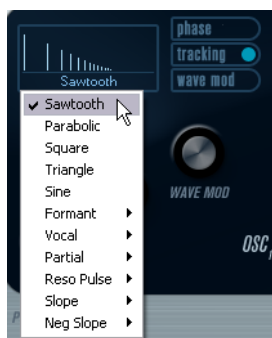 phase
tracking
wave mod
Sawtooth
Sawtooth
Parabolic
Square
Triangle
Sine
Formant
Vocal
Partial
Reso Pulse
Slope
Neg Slope
WAVE MOD
OSC
P